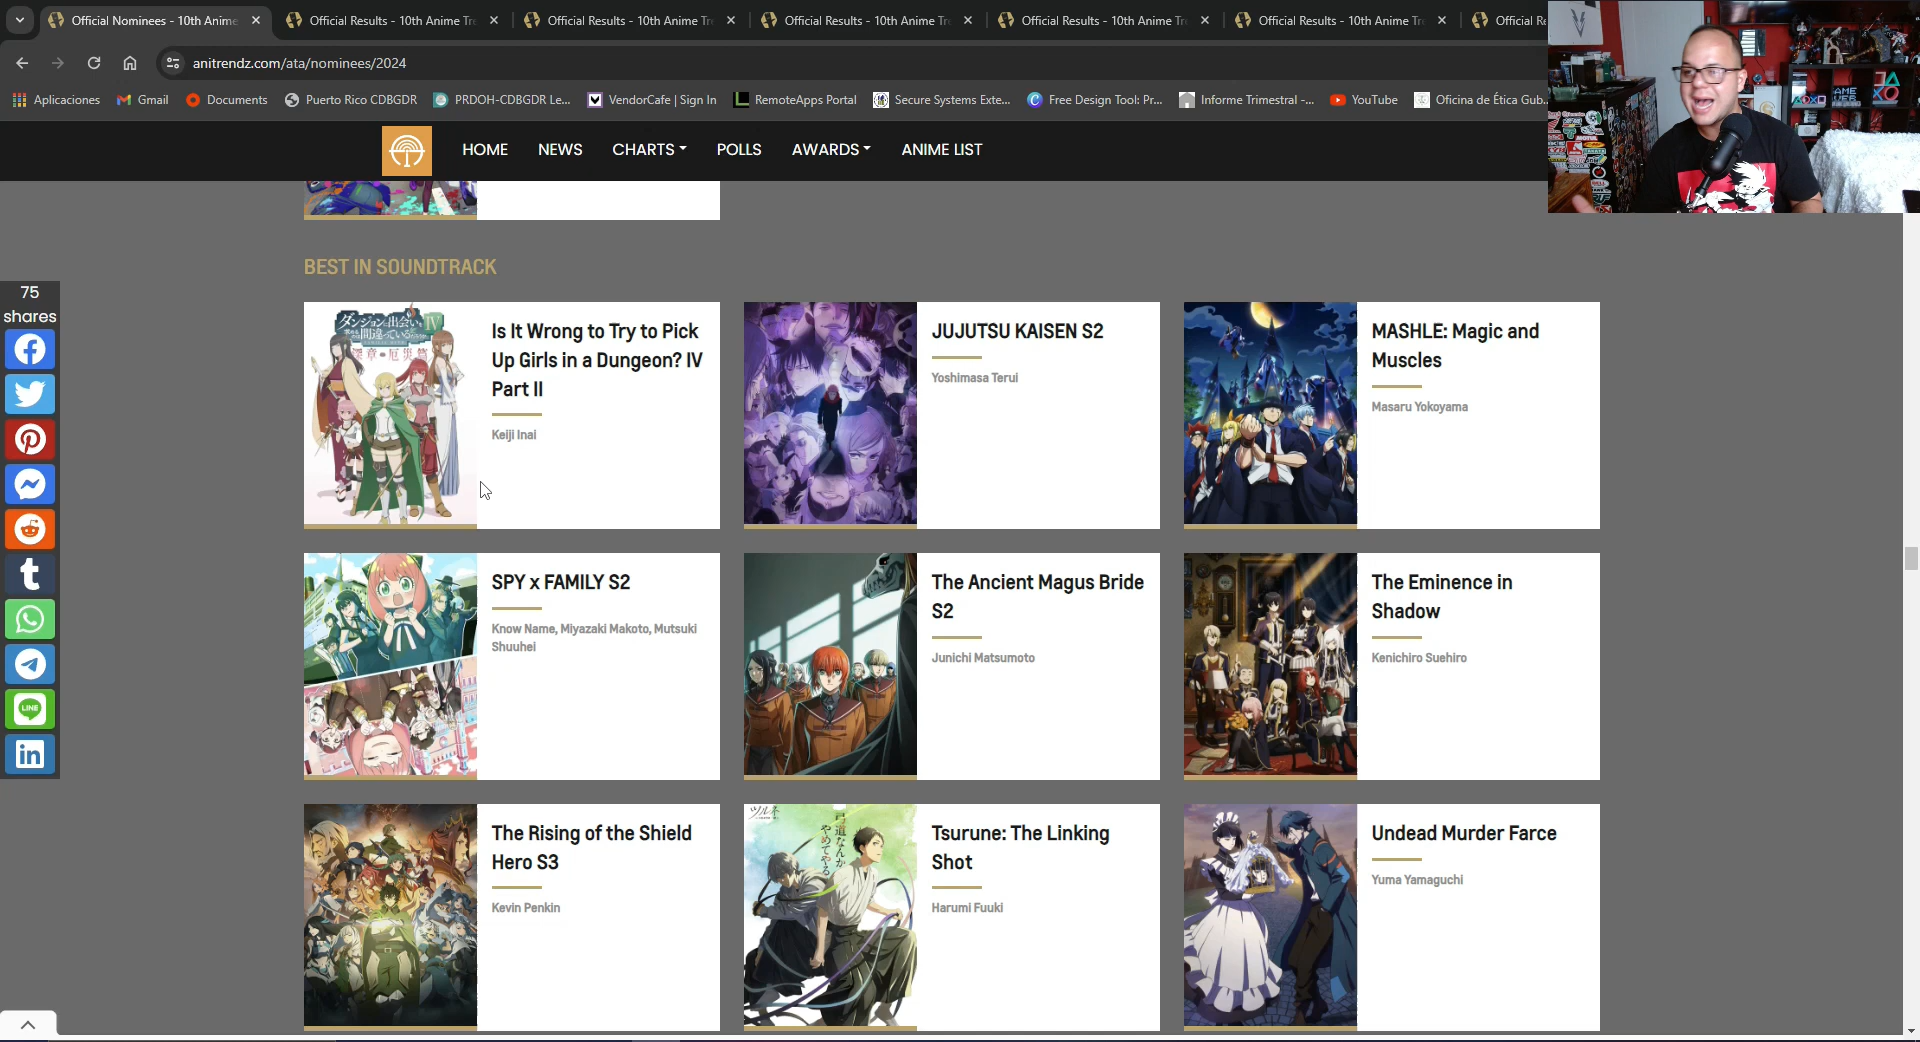 Official Nominees - 10th Anime
Official Results - 10th Anime Tr
Official Results - 10th Anime Tr
Official Results - 10th Anime Tr
Official Results - 10th Anime Tr
Official Results - 10th Anime Tr
Official Re
anitrendz.com/ata/nominees/2024
Aplicaciones
Gmail
Documents
Puerto Rico CDBGDR
PRDOH-CDBGDR Le...
VendorCafe | Sign In
RemoteApps Portal
Secure Systems Exte...
Free Design Tool: Pr...
Informe Trimestral -...
YouTube
Oficina de Ética Gub...
HOME
NEWS
CHARTS
POLLS
AWARDS
ANIME LIST
BEST IN SOUNDTRACK
75
shares
LINE
Is It Wrong to Try to Pick
Up Girls in a Dungeon? IV
Part II
Keiji Inai
JUJUTSU KAISEN S2
Yoshimasa Terui
MASHLE: Magic and
Muscles
Masaru Yokoyama
SPY x FAMILY S2
Know Name, Miyazaki Makoto, Mutsuki
Shuuhei
The Ancient Magus Bride
S2
Junichi Matsumoto
The Eminence in
Shadow
Kenichiro Suehiro
The Rising of the Shield
Hero S3
Kevin Penkin
ツルネ
Tsurune: The Linking
Shot
Harumi Fuuki
Undead Murder Farce
Yuma Yamaguchi